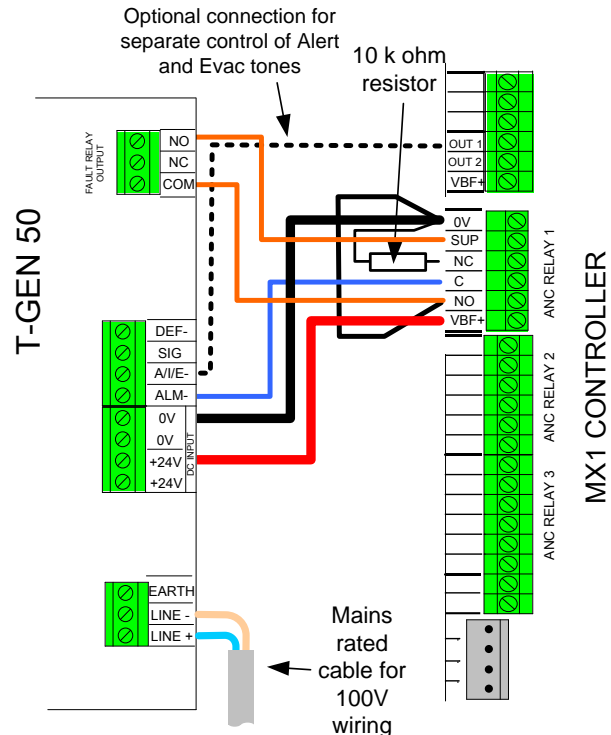 Optional connection for
separate control of Alert
and Evac tones
10 k ohm
resistor
T-GEN 50
FAULT RELAY
OUTPUT
NO
NC
COM
DEF-
SIG
A/I/E-
ALM-
0V
0V
+24V
+24V
DC INPUT
EARTH
LINE -
LINE +
OUT 1
OUT 2
VBF+
0V
SUP
NC
C
NO
VBF+
ANC RELAY 1
ANC RELAY 2
ANC RELAY 3
MX1 CONTROLLER
Mains
rated
cable for
100V
wiring